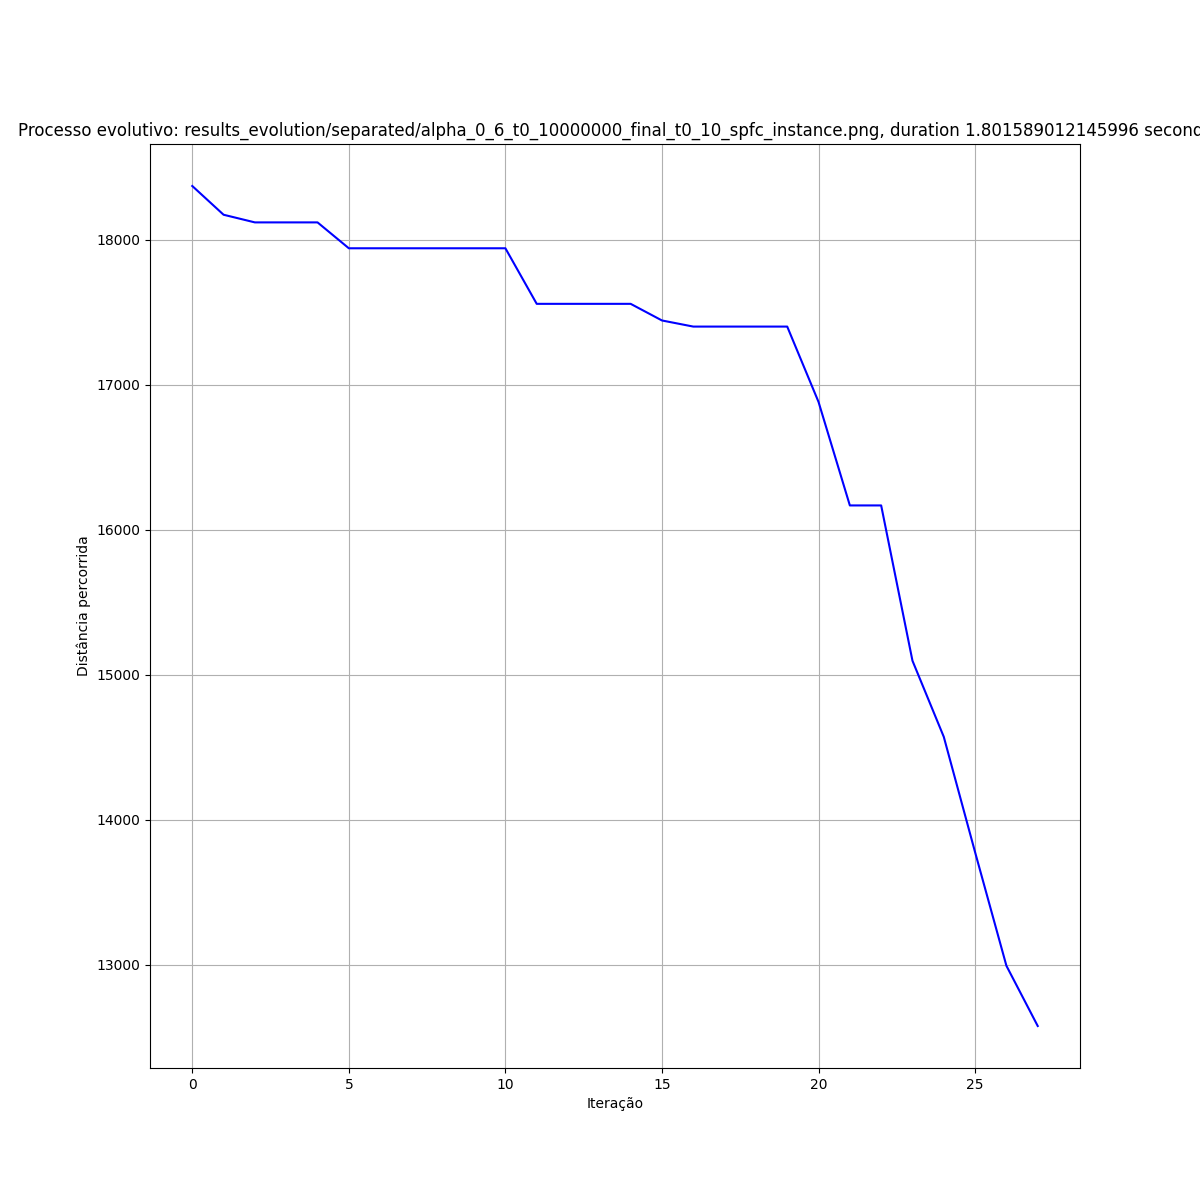 Processo evolutivo: results_evolution/separated/alpha_0_6_t0_10000000_final_t0_10_spfc_instance.png, duration 1.801589012145996 second
18000
17000
16000
15000
14000
13000
Distância percorrida
0 5 10 15 20 25
Iteração